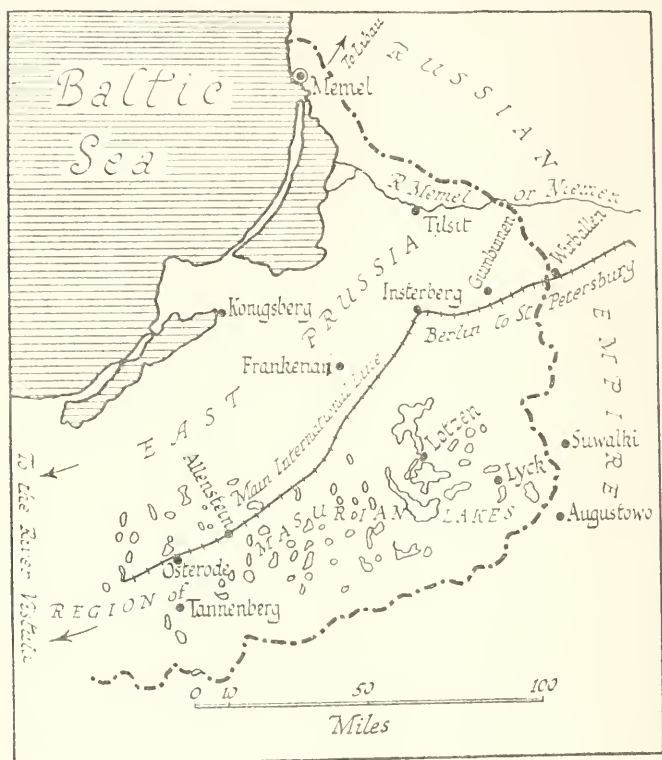 Baltic
Sea
To Libau
Memel
RUSSIAN
EMPIRE
R Memel or Niemen
Tilsit
Gumbinnen
Wirballen
Konigsberg
Insterberg
Berlin to St. Petersburg
EAST PRUSSIA
Frankenan
Main International Line
Lotzen
Suwalki
Lyck
Augustowo
MASURIAN LAKES
Allenstein
Osterode
REGION of
Tannenberg
To the River Vistula
0 10 50 100
Miles